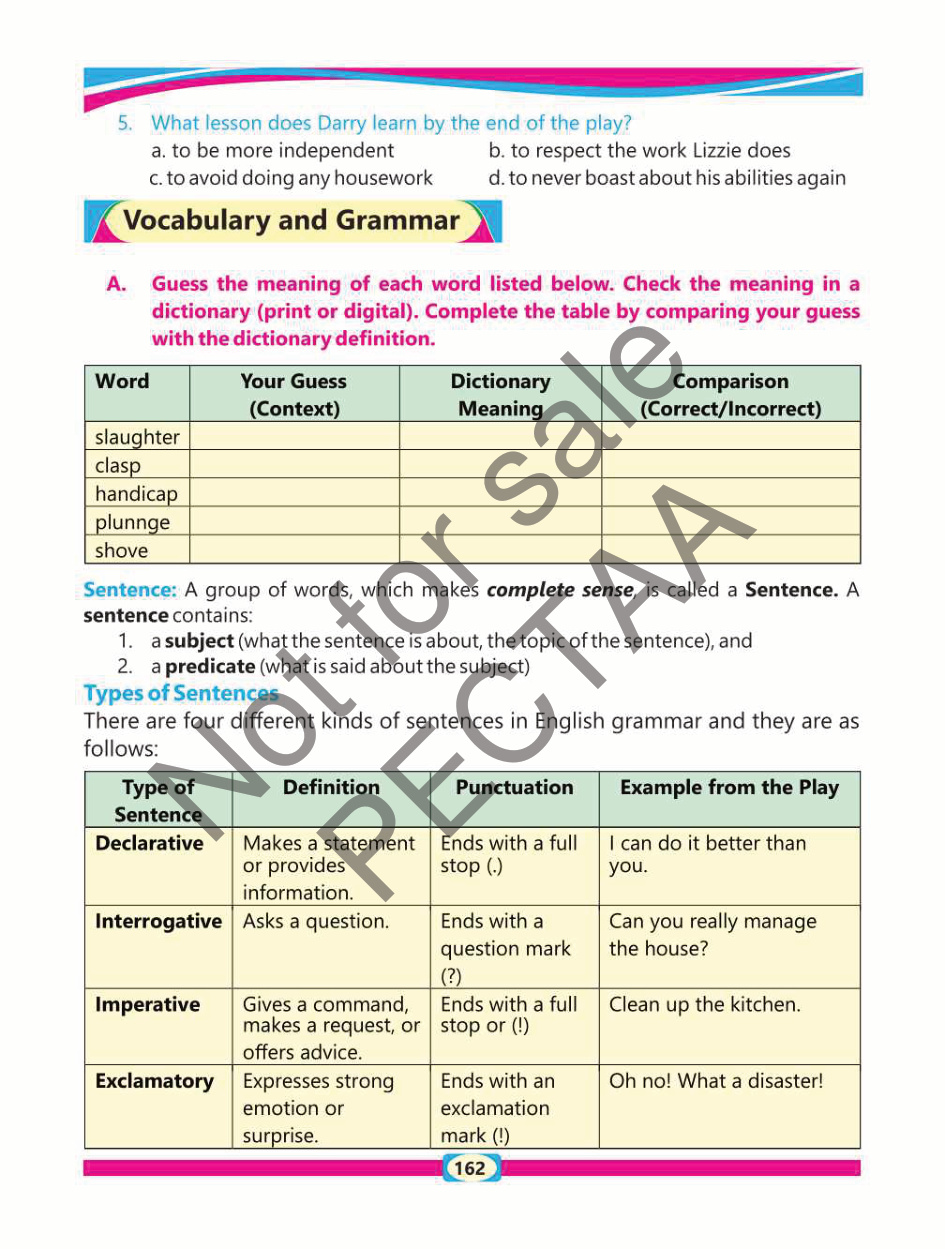 5. What lesson does Darry learn by the end of the play?
a. to be more independent b. to respect the work Lizzie does
c. to avoid doing any housework d. to never boast about his abilities again
Vocabulary and Grammar
A. Guess the meaning of each word listed below. Check the meaning in a
dictionary (print or digital). Complete the table by comparing your guess
with the dictionary definition.
Word Your Guess Dictionary Comparison
(Context) Meaning (Correct/Incorrect)
slaughter
clasp
handicap
plunnge
shove
Sentence: A group of words, which makes complete sense, is called a Sentence. A
sentence contains:
1. a subject (what the sentence is about, the topic of the sentence), and
2. a predicate (what is said about the subject)
Types of Sentences
There are four different kinds of sentences in English grammar and they are as
follows:
Type of Definition Punctuation Example from the Play
Sentence
Declarative Makes a statement Ends with a full I can do it better than
or provides stop (.) you.
information.
Interrogative Asks a question. Ends with a Can you really manage
question mark the house?
(?)
Imperative Gives a command, Ends with a full Clean up the kitchen.
makes a request, or stop or (!)
offers advice.
Exclamatory Expresses strong Ends with an Oh no! What a disaster!
emotion or exclamation
surprise. mark (!)
162
Not for sale
PECTAA